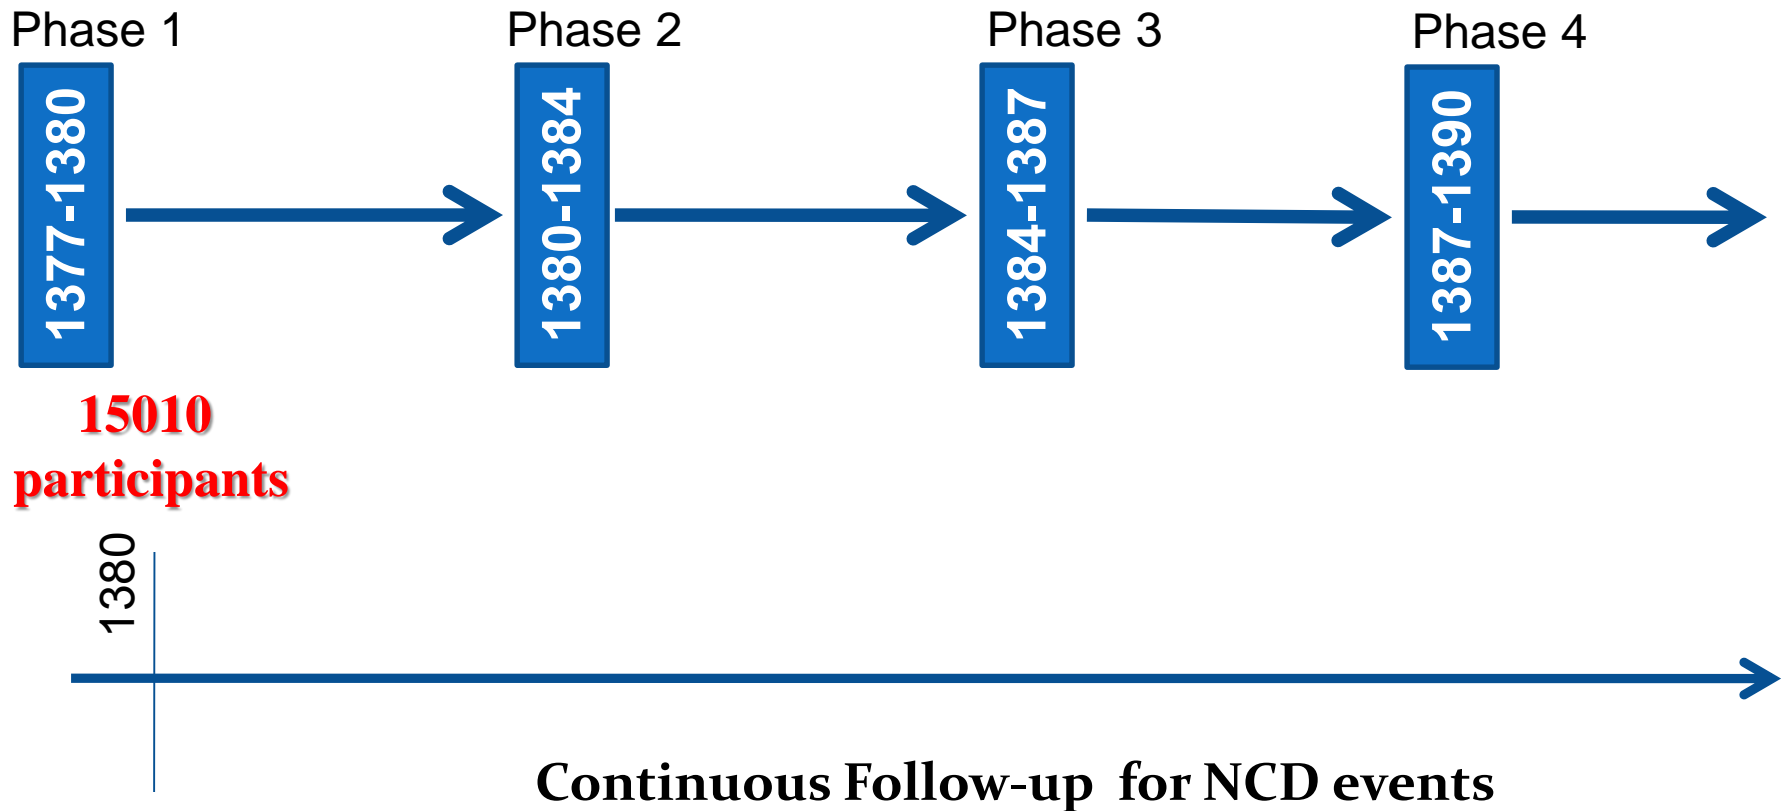 Phase 1
Phase 2
Phase 3
Phase 4
1377-1380
1380-1384
1384-1387
1387-1390
15010
participants
1380
Continuous Follow-up for NCD events